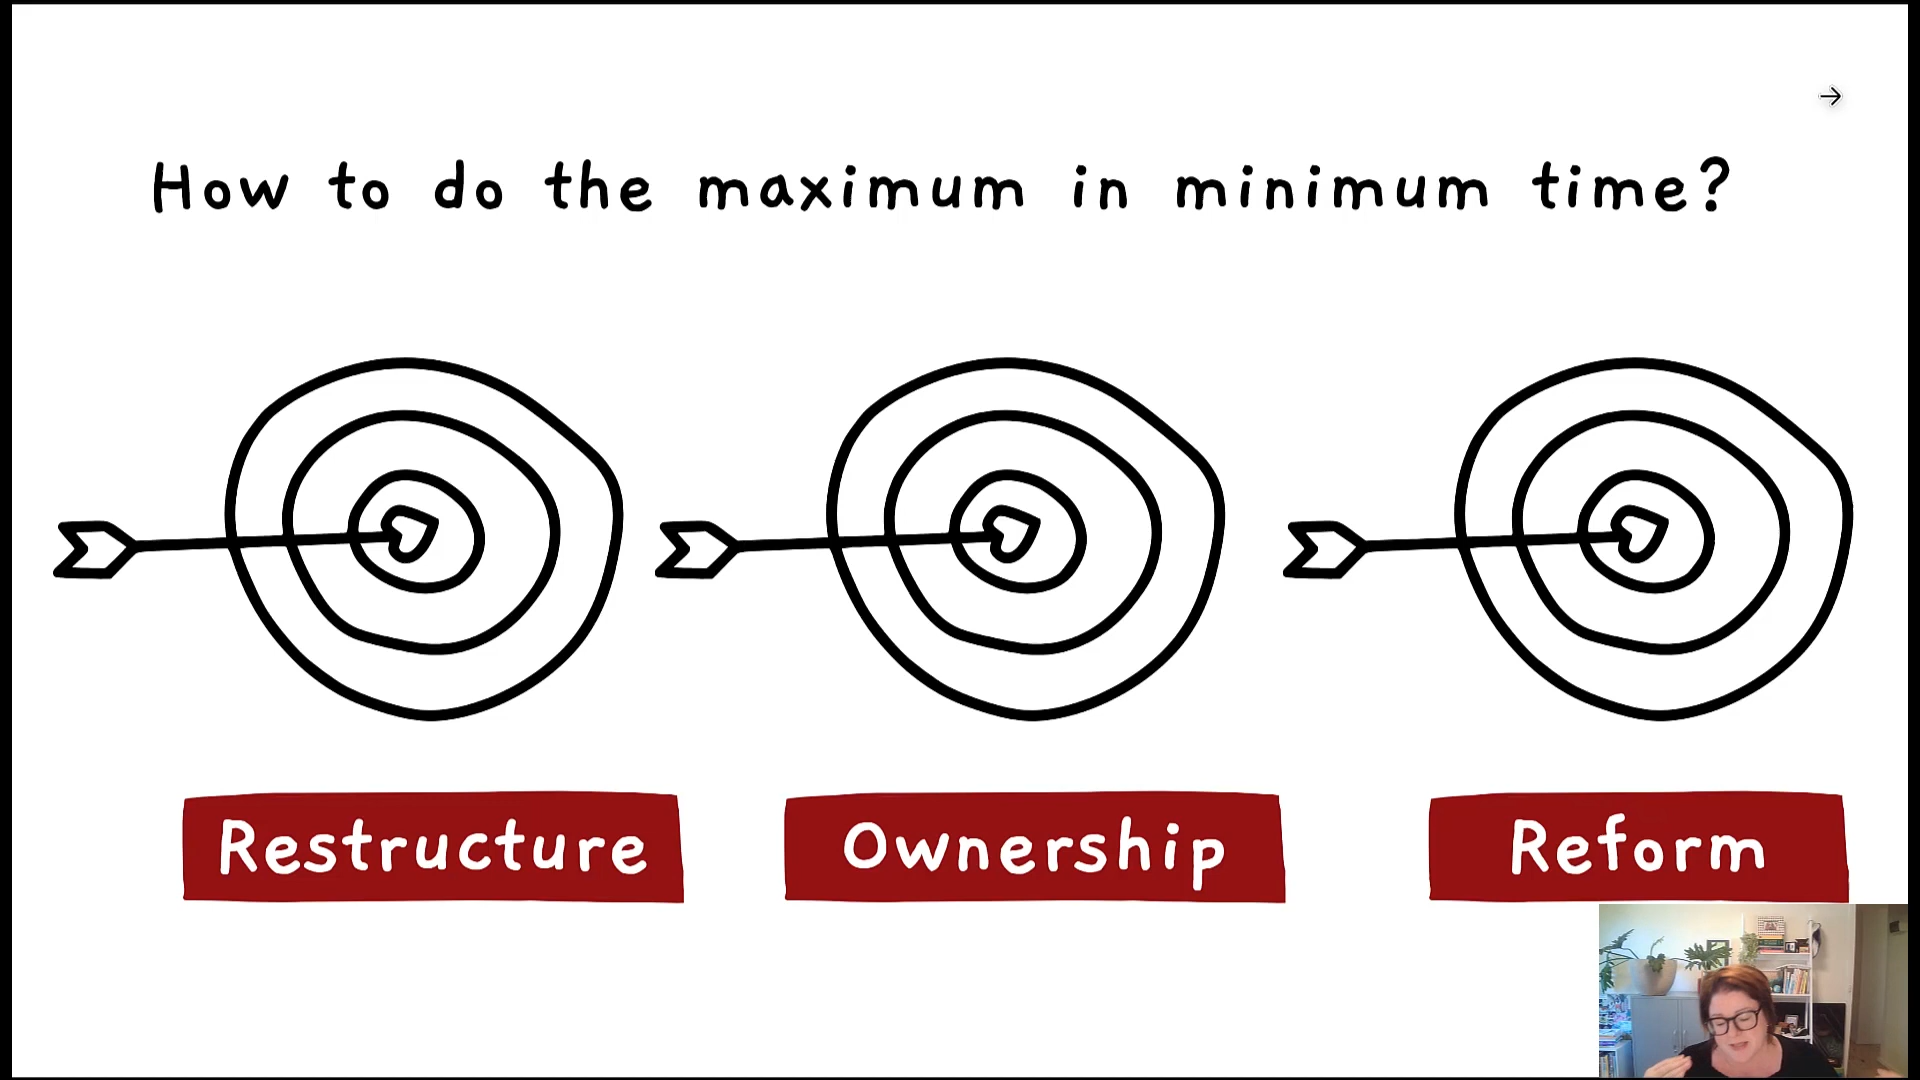 How to do the maximum in minimum time?
Restructure
Ownership
Reform